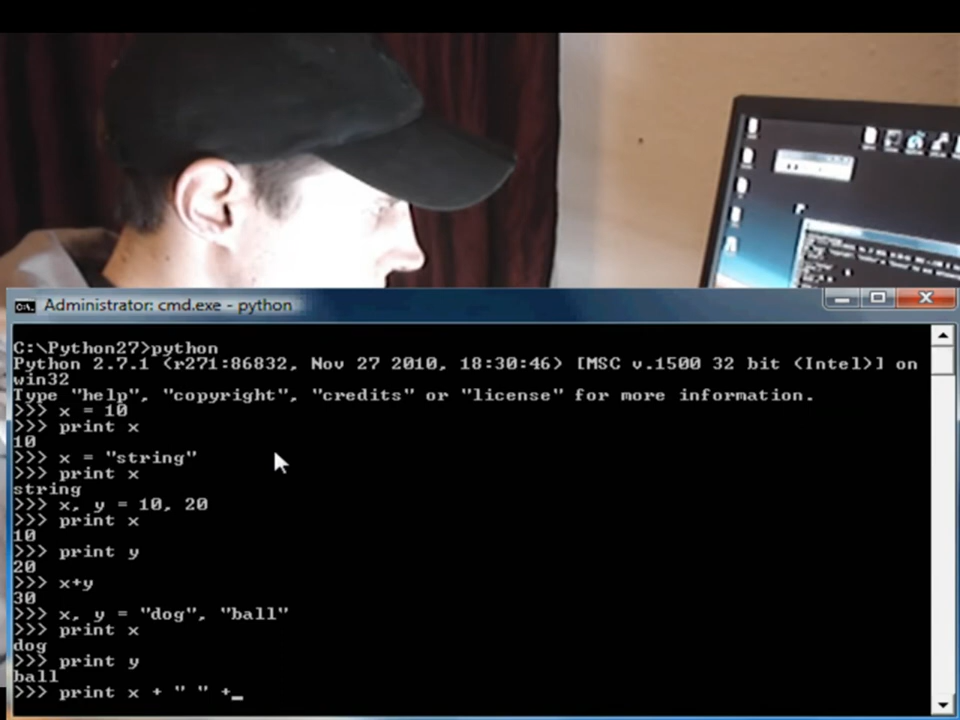 Administrator: cmd.exe - python
C:\Python27>python
Python 2.7.1 (r271:86832, Nov 27 2010, 18:30:46) [MSC v.1500 32 bit (Intel)] on
win32
Type "help", "copyright", "credits" or "license" for more information.
>>> x = 10
>>> print x
10
>>> x = "string"
>>> print x
string
>>> x, y = 10, 20
>>> print x
10
>>> print y
20
>>> x+y
30
>>> x, y = "dog", "ball"
>>> print x
dog
>>> print y
ball
>>> print x + " " +_